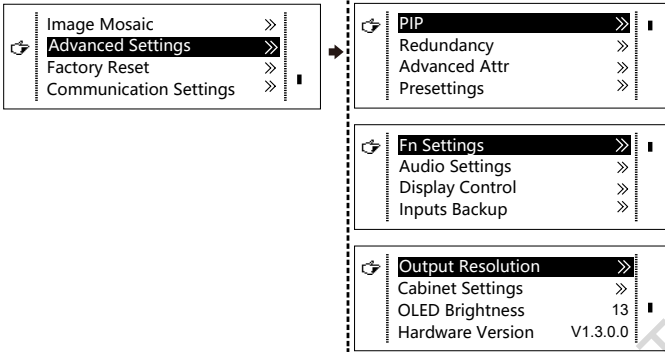 Image Mosaic
Advanced Settings
Factory Reset
Communication Settings
PIP
Redundancy
Advanced Attr
Presettings
Fn Settings
Audio Settings
Display Control
Inputs Backup
Output Resolution
Cabinet Settings
OLED Brightness 13
Hardware Version V1.3.0.0